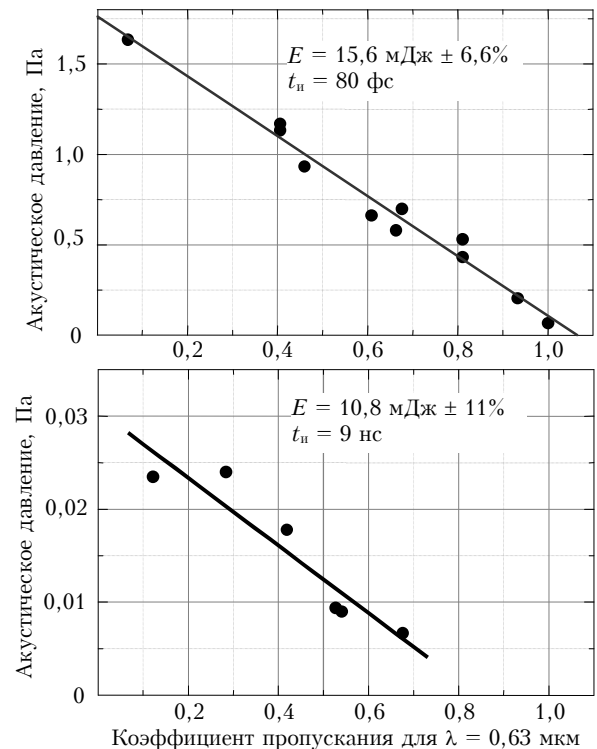 Акустическое давление, Па
E = 15,6 мДж ± 6,6%
tи = 80 фс
1,5
1,0
0,5
0
0,2 0,4 0,6 0,8 1,0
Акустическое давление, Па
E = 10,8 мДж ± 11%
tи = 9 нс
0,03
0,02
0,01
0
0,2 0,4 0,6 0,8 1,0
Коэффициент пропускания для λ = 0,63 мкм